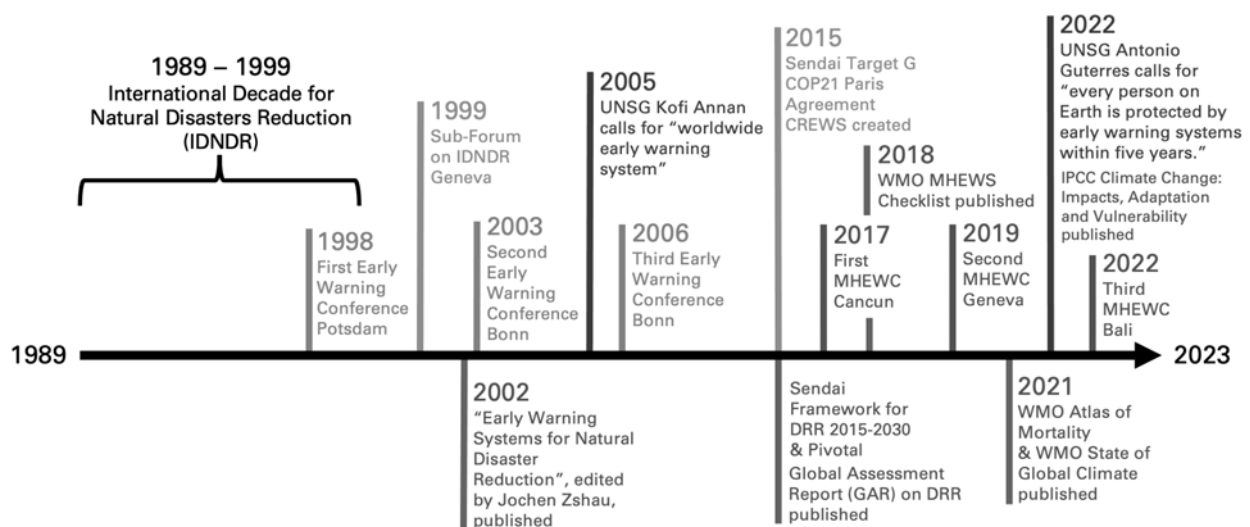 1989 – 1999
International Decade for
Natural Disasters Reduction
(IDNDR)
1998
First Early
Warning
Conference
Potsdam
1999
Sub-Forum
on IDNDR
Geneva
2003
Second
Early
Warning
Conference
Bonn
2005
UNSG Kofi Annan
calls for “worldwide
early warning
system”
2006
Third Early
Warning
Conference
Bonn
2015
Sendai Target G
COP21 Paris
Agreement
CREWS created
2018
WMO MHEWS
Checklist published
2017
First
MHEWC
Cancun
2019
Second
MHEWC
Geneva
2022
UNSG Antonio
Guterres calls for
“every person on
Earth is protected by
early warning systems
within five years.”
IPCC Climate Change:
Impacts, Adaptation
and Vulnerability
published
2022
Third
MHEWC
Bali
1989
2023
2002
“Early Warning
Systems for Natural
Disaster
Reduction”, edited
by Jochen Zshau,
published
Sendai
Framework for
DRR 2015-2030
& Pivotal
Global Assessment
Report (GAR) on DRR
published
2021
WMO Atlas of
Mortality
& WMO State of
Global Climate
published